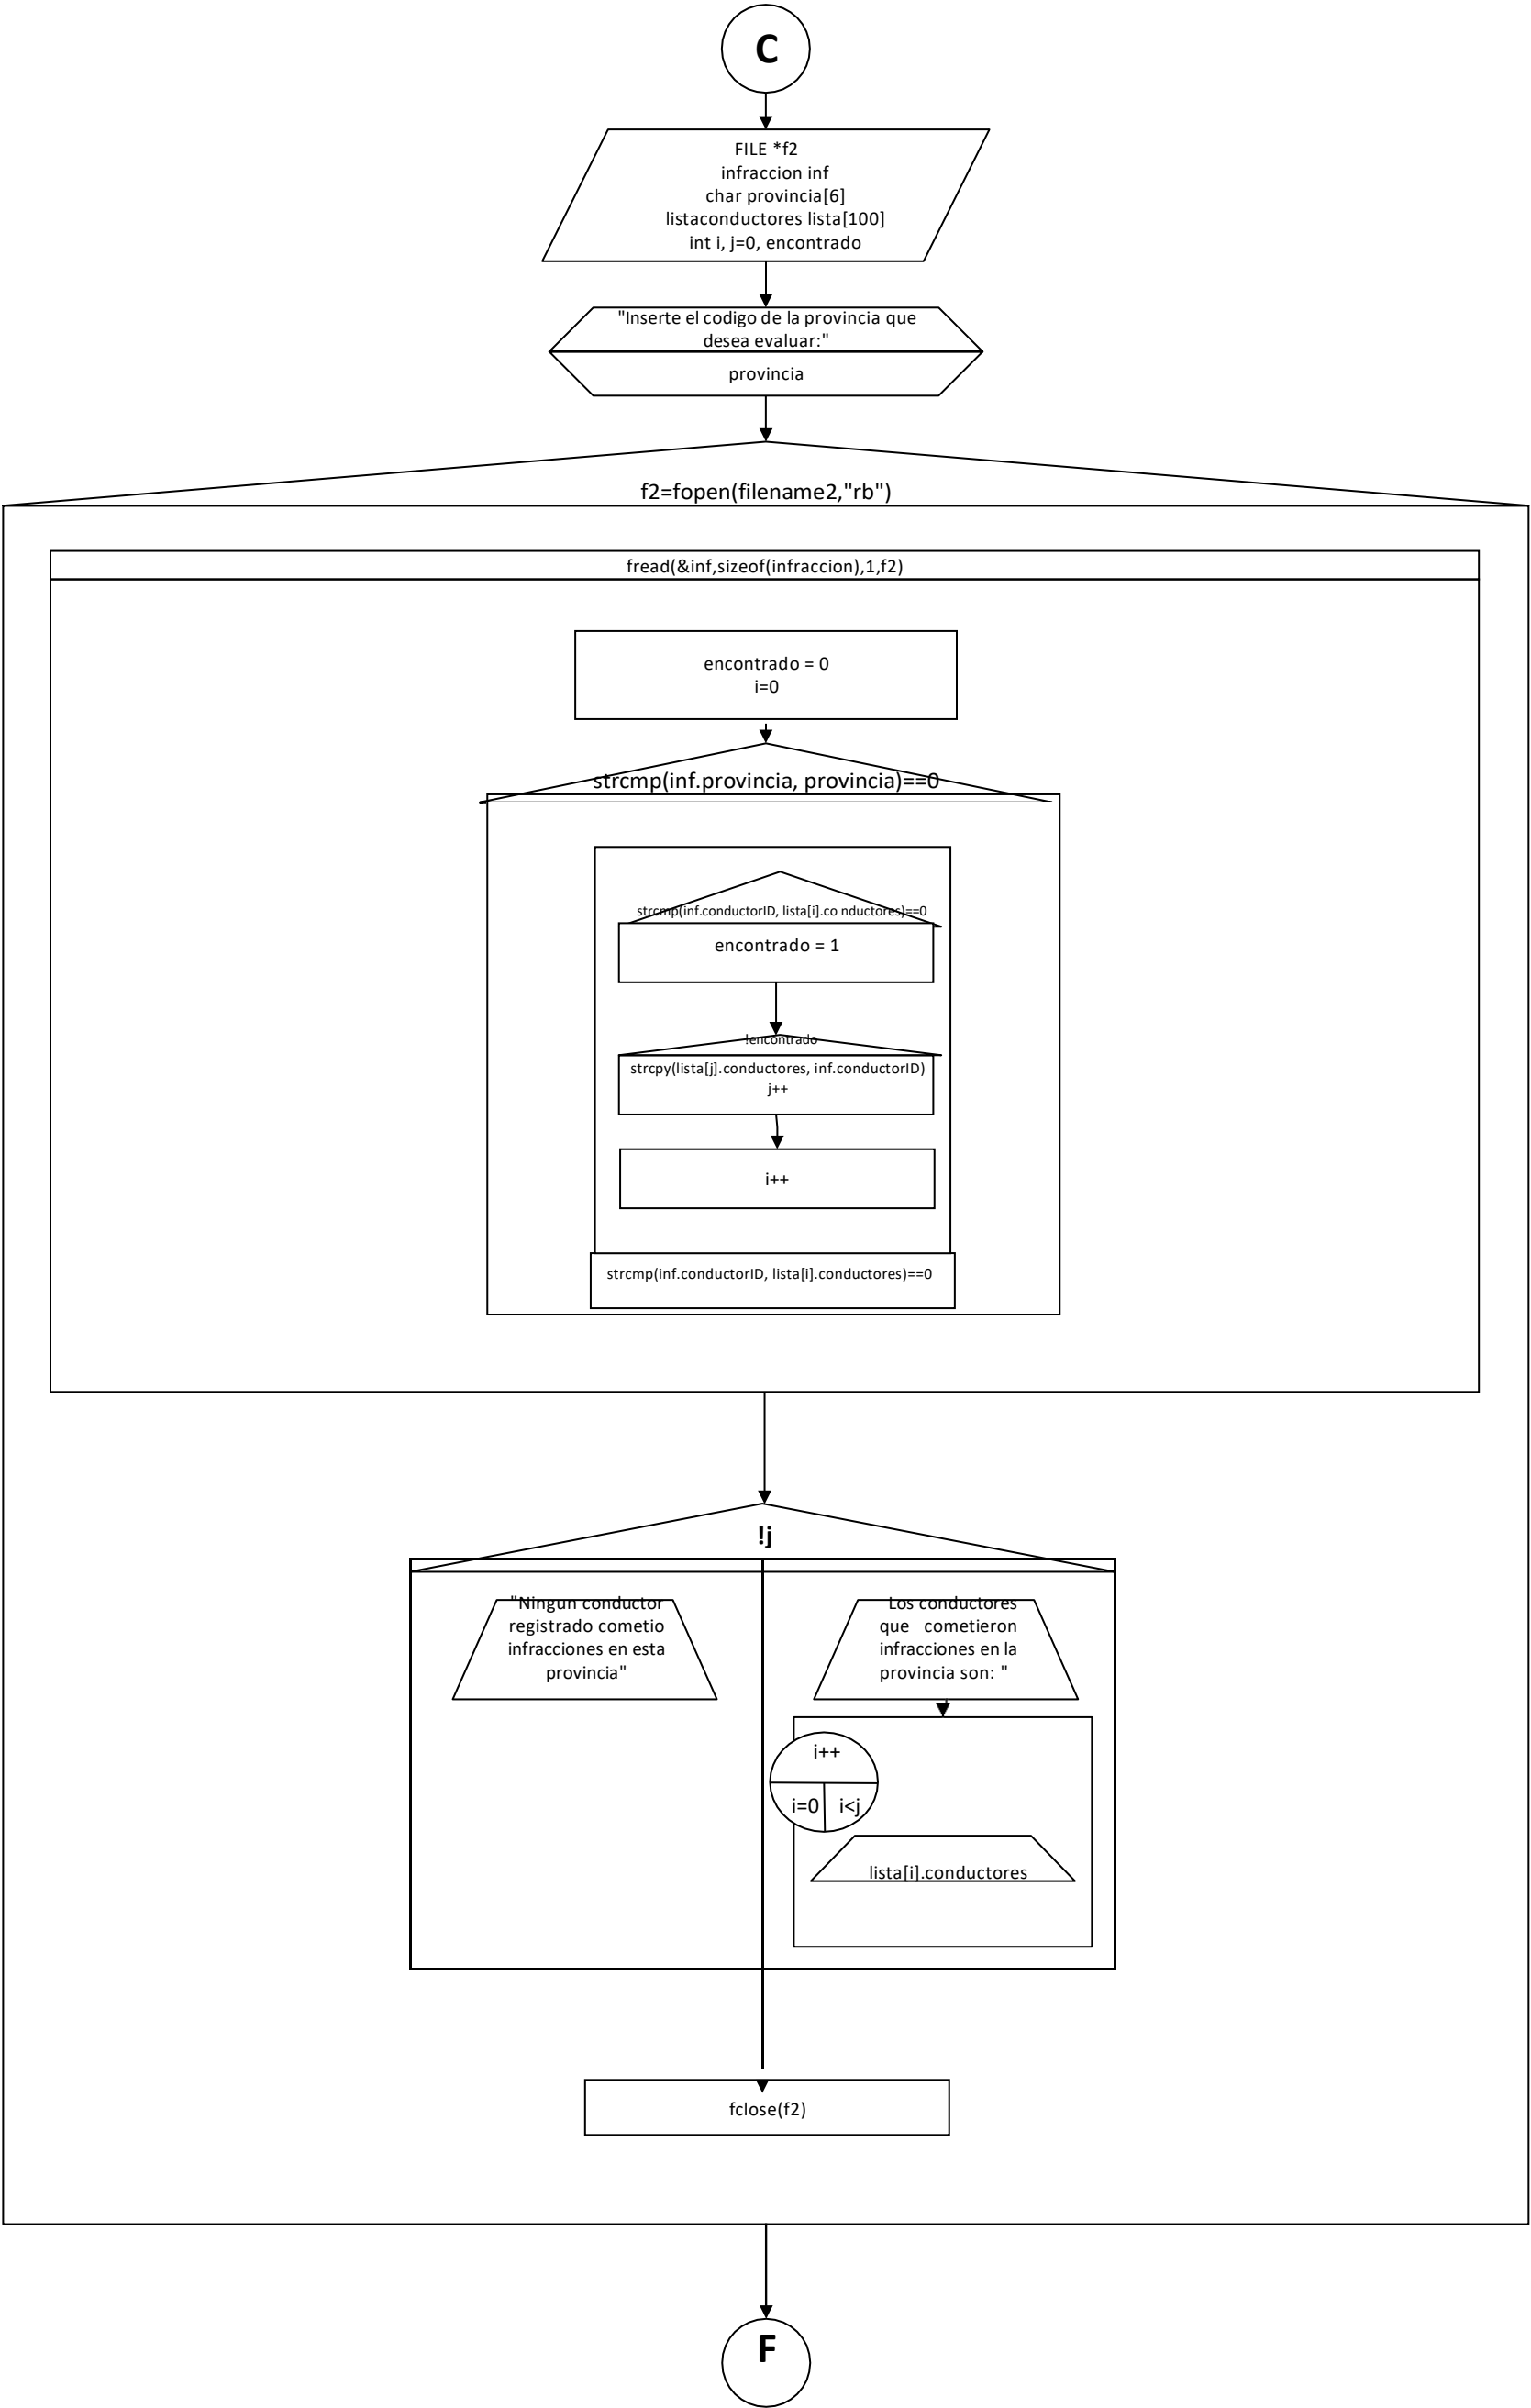 C
FILE *f2
infraccion inf
char provincia[6]
listaconductores lista[100]
int i, j=0, encontrado
"Inserte el codigo de la provincia que
desea evaluar:"
provincia
f2=fopen(filename2,"rb")
fread(&inf,sizeof(infraccion),1,f2)
encontrado = 0
i=0
strcmp(inf.provincia, provincia)==0
strcmp(inf.conductorID, lista[i].co nductores)==0
encontrado = 1
!encontrado
strcpy(lista[j].conductores, inf.conductorID)
j++
i++
strcmp(inf.conductorID, lista[i].conductores)==0
!j
"Ningun conductor
registrado cometio
infracciones en esta
provincia"
Los conductores
que cometieron
infracciones en la
provincia son: "
i++
i=0 i<j
lista[i].conductores
fclose(f2)
F